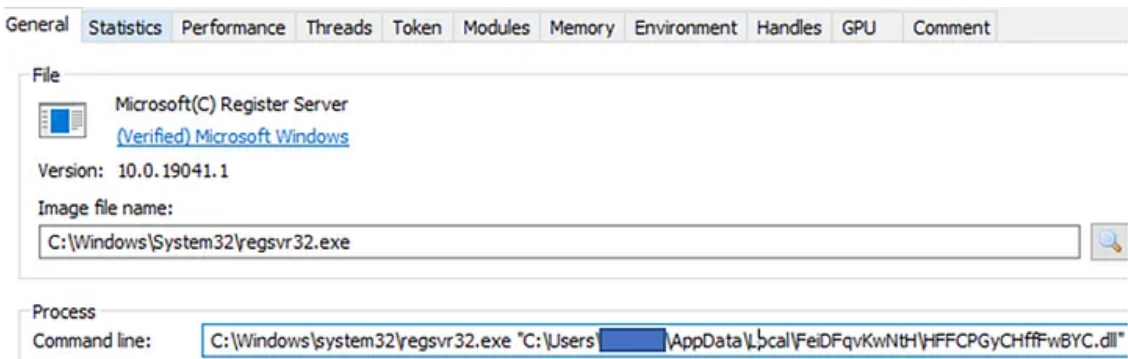 General Statistics Performance Threads Token Modules Memory Environment Handles GPU Comment
File
Microsoft(C) Register Server
(Verified) Microsoft Windows
Version: 10.0.19041.1
Image file name:
C:\Windows\System32\regsvr32.exe
Process
Command line: C:\Windows\system32\regsvr32.exe "C:\Users\ \AppData\Local\FeiDFqvKwNtH\HFFCPGyCHffFwBYC.dll"